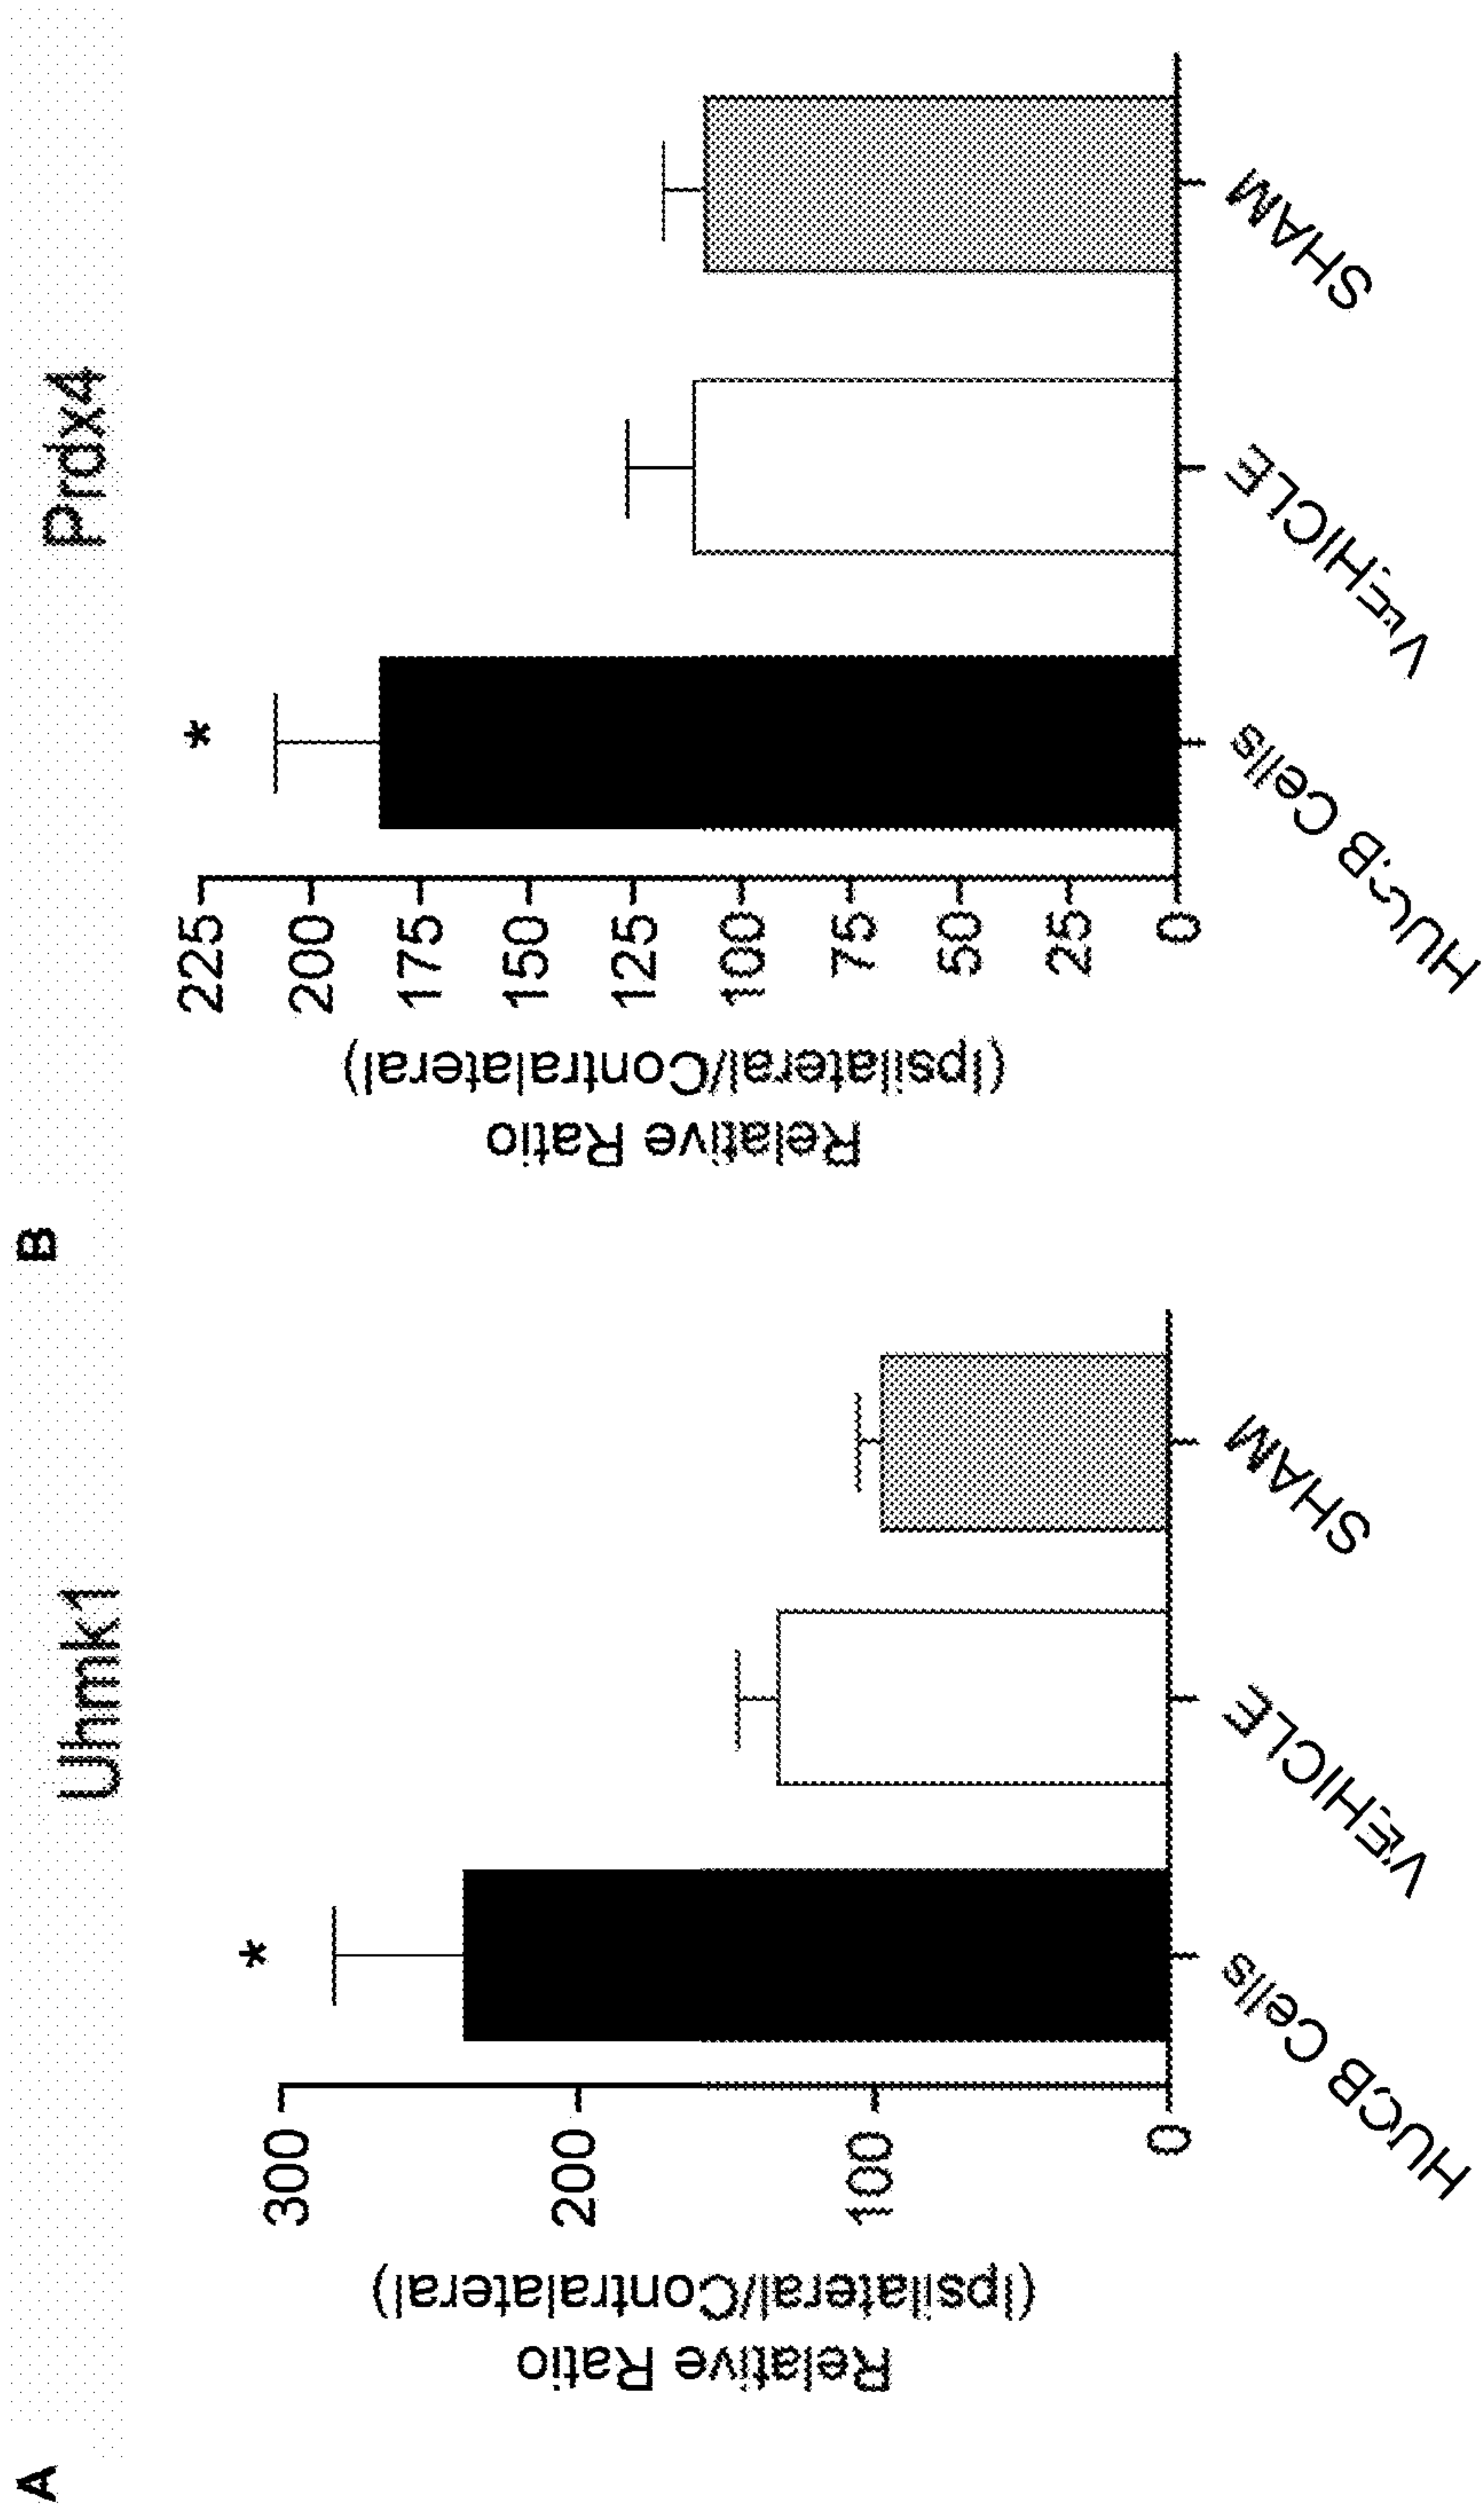 A
Uhmk1
Relative Ratio
(Ipsilateral/Contralateral)
300
200
100
0
*
HUCB Cells
VEHICLE
SHAM
B
Prdx4
Relative Ratio
(Ipsilateral/Contralateral)
225
200
175
150
125
100
75
50
25
0
*
HUCB Cells
VEHICLE
SHAM